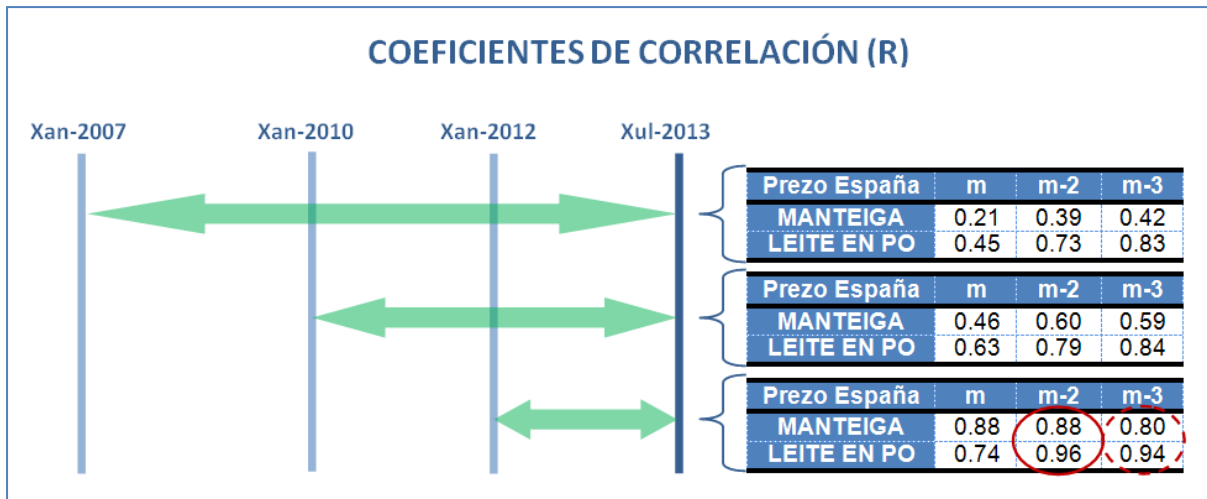 COEFICIENTES DE CORRELACIÓN (R)
Xan-2007 Xan-2010 Xan-2012 Xul-2013
Prezo España m m-2 m-3
MANTEIGA 0.21 0.39 0.42
LEITE EN PO 0.45 0.73 0.83
Prezo España m m-2 m-3
MANTEIGA 0.46 0.60 0.59
LEITE EN PO 0.63 0.79 0.84
Prezo España m m-2 m-3
MANTEIGA 0.88 0.88 0.80
LEITE EN PO 0.74 0.96 0.94